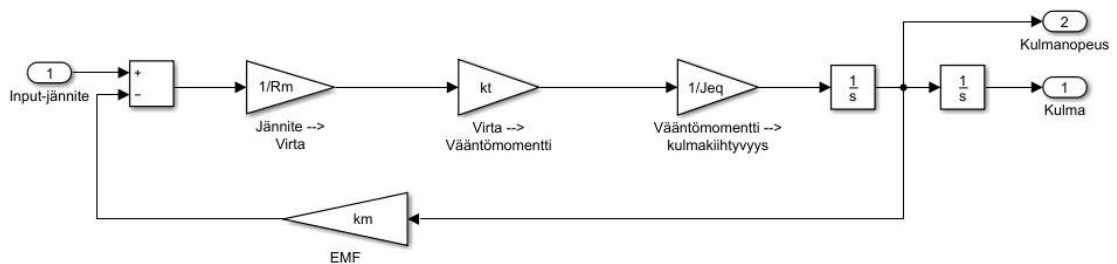 2
Kulmanopeus
1
Input-jännite
+
−
1/Rm
Jännite -->
Virta
kt
Virta -->
Vääntömomentti
1/Jeq
Vääntömomentti -->
kulmakiihtyvyys
1
s
1
s
1
Kulma
km
EMF